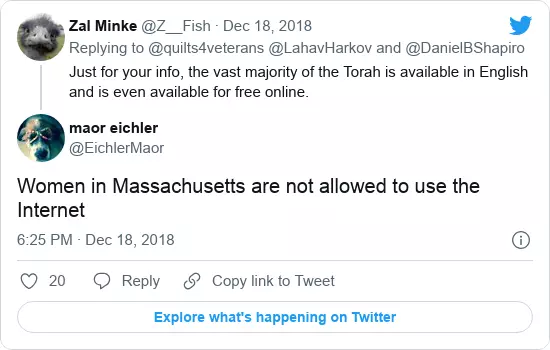 Zal Minke @Z__Fish · Dec 18, 2018
Replying to @quilts4veterans @LahavHarkov and @DanielBShapiro
Just for your info, the vast majority of the Torah is available in English
and is even available for free online.
maor eichler
@EichlerMaor
Women in Massachusetts are not allowed to use the
Internet
6:25 PM · Dec 18, 2018
20 Reply Copy link to Tweet
Explore what's happening on Twitter